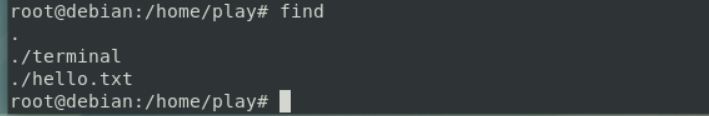 root@debian:/home/play# find
.
./terminal
./hello.txt
root@debian:/home/play#